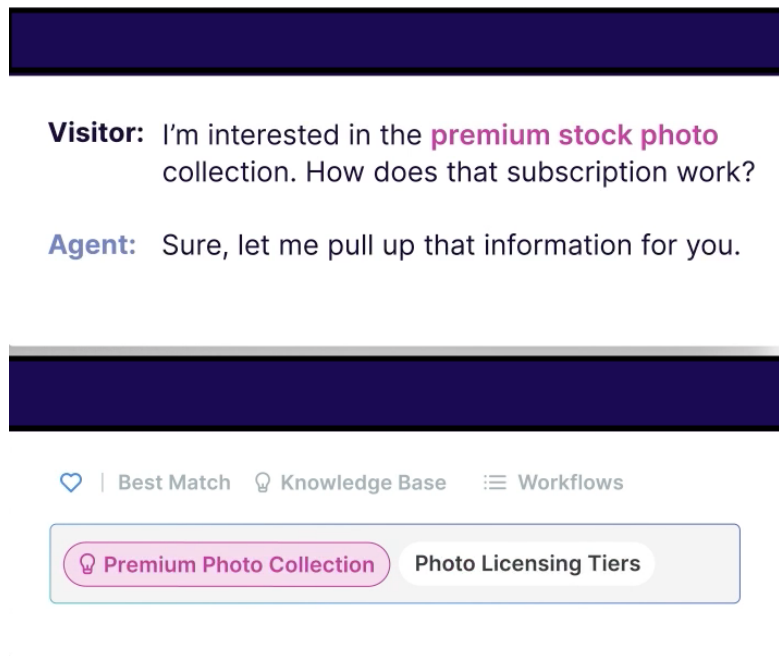 Visitor: I'm interested in the premium stock photo
collection. How does that subscription work?
Agent: Sure, let me pull up that information for you.
Best Match Knowledge Base Workflows
Premium Photo Collection Photo Licensing Tiers